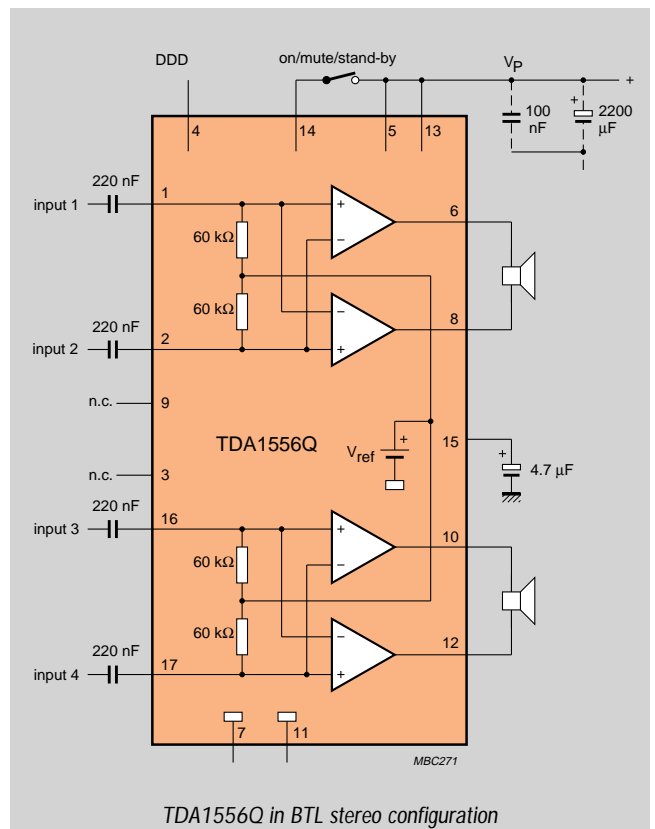 DDD
on/mute/stand-by
VP
+
4
14
5
13
+
100 nF
2200 µF
220 nF
1
input 1
+
−
6
60 kΩ
60 kΩ
220 nF
2
input 2
−
+
8
n.c.
9
TDA1556Q
Vref
+
15
+
4.7 µF
n.c.
3
220 nF
16
input 3
+
−
10
60 kΩ
60 kΩ
220 nF
17
input 4
−
+
12
7
11
MBC271
TDA1556Q in BTL stereo configuration